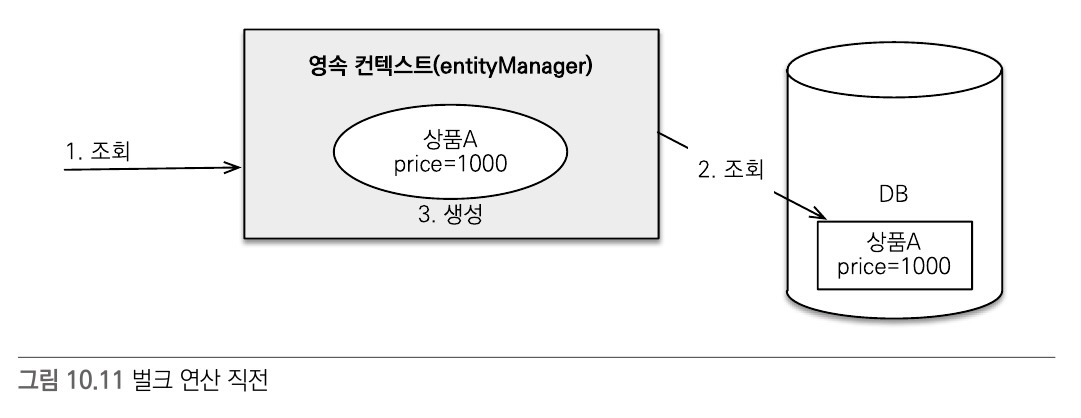 영속 컨텍스트(entityManager)
1. 조회
상품A
price=1000
3. 생성
2. 조회
DB
상품A
price=1000
그림 10.11 벌크 연산 직전